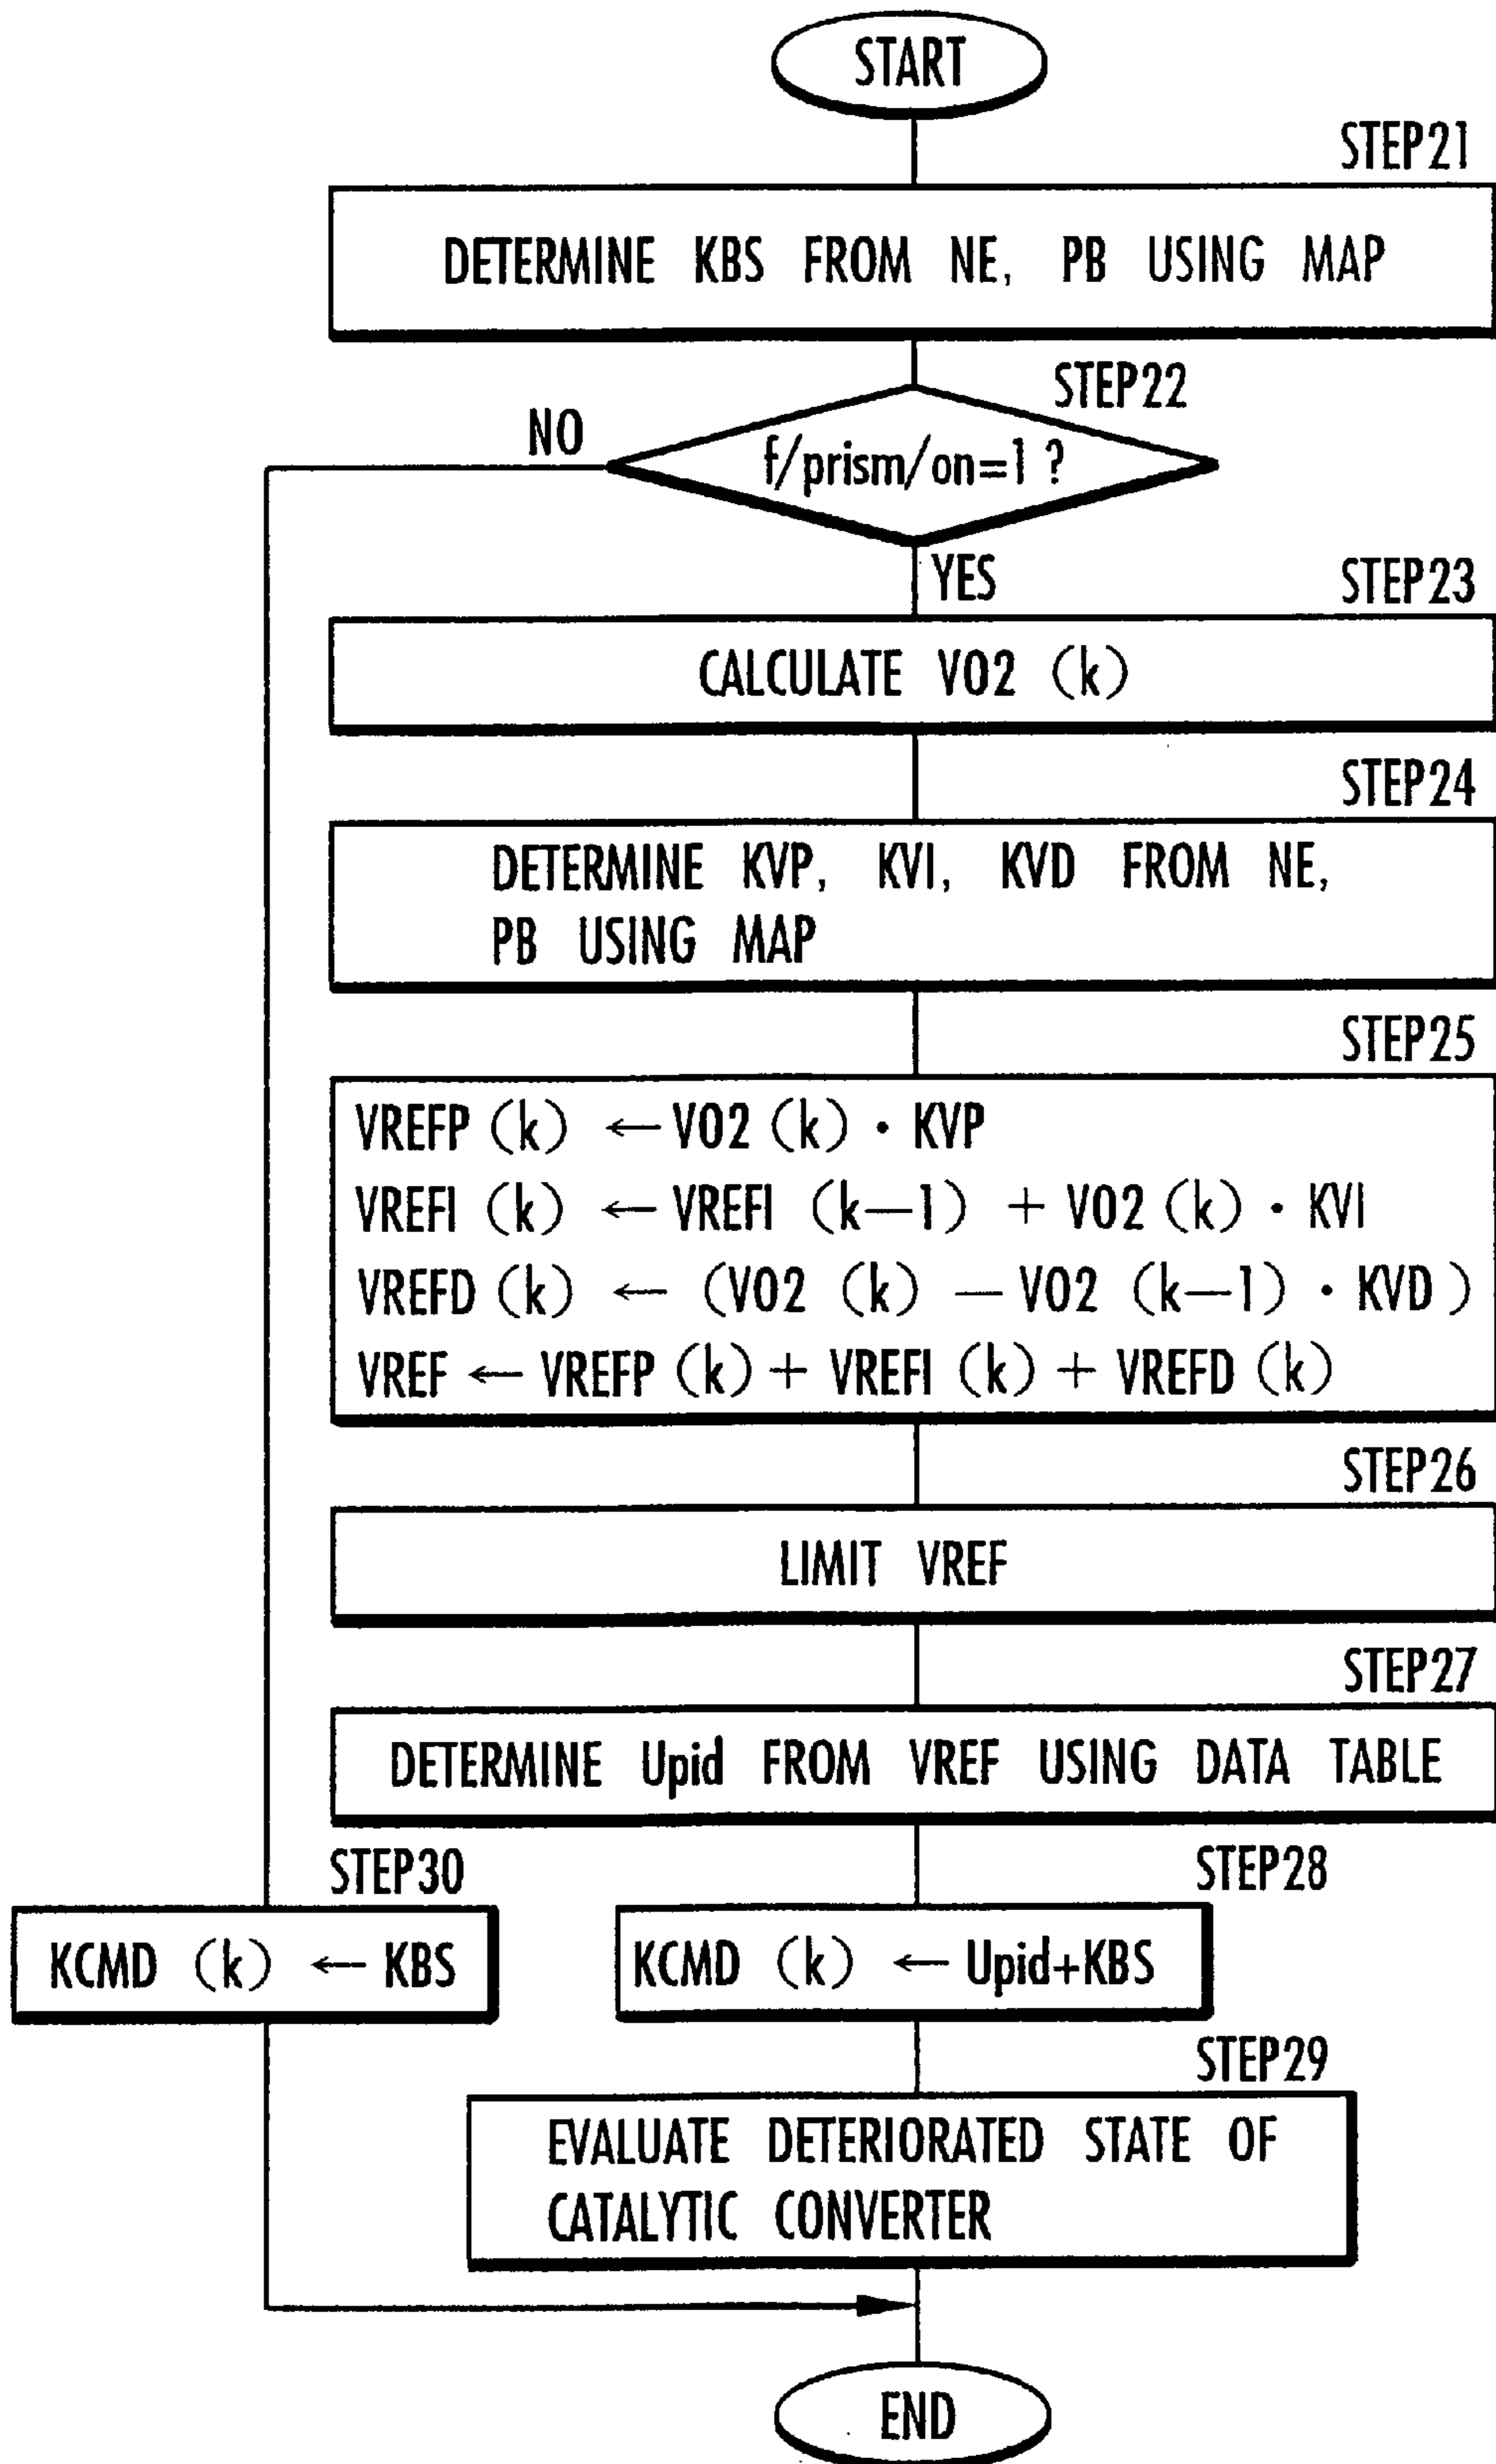 START
STEP21
DETERMINE KBS FROM NE, PB USING MAP
STEP22
NO
f/prism/on=1 ?
YES
STEP23
CALCULATE VO2 (k)
STEP24
DETERMINE KVP, KVI, KVD FROM NE,
PB USING MAP
STEP25
VREFP (k) ← VO2 (k) · KVP
VREFI (k) ← VREFI (k—1) + VO2 (k) · KVI
VREFD (k) ← (VO2 (k) — VO2 (k—1) · KVD )
VREF ← VREFP (k) + VREFI (k) + VREFD (k)
STEP26
LIMIT VREF
STEP27
DETERMINE Upid FROM VREF USING DATA TABLE
STEP30
KCMD (k) ← KBS
STEP28
KCMD (k) ← Upid+KBS
STEP29
EVALUATE DETERIORATED STATE OF
CATALYTIC CONVERTER
END